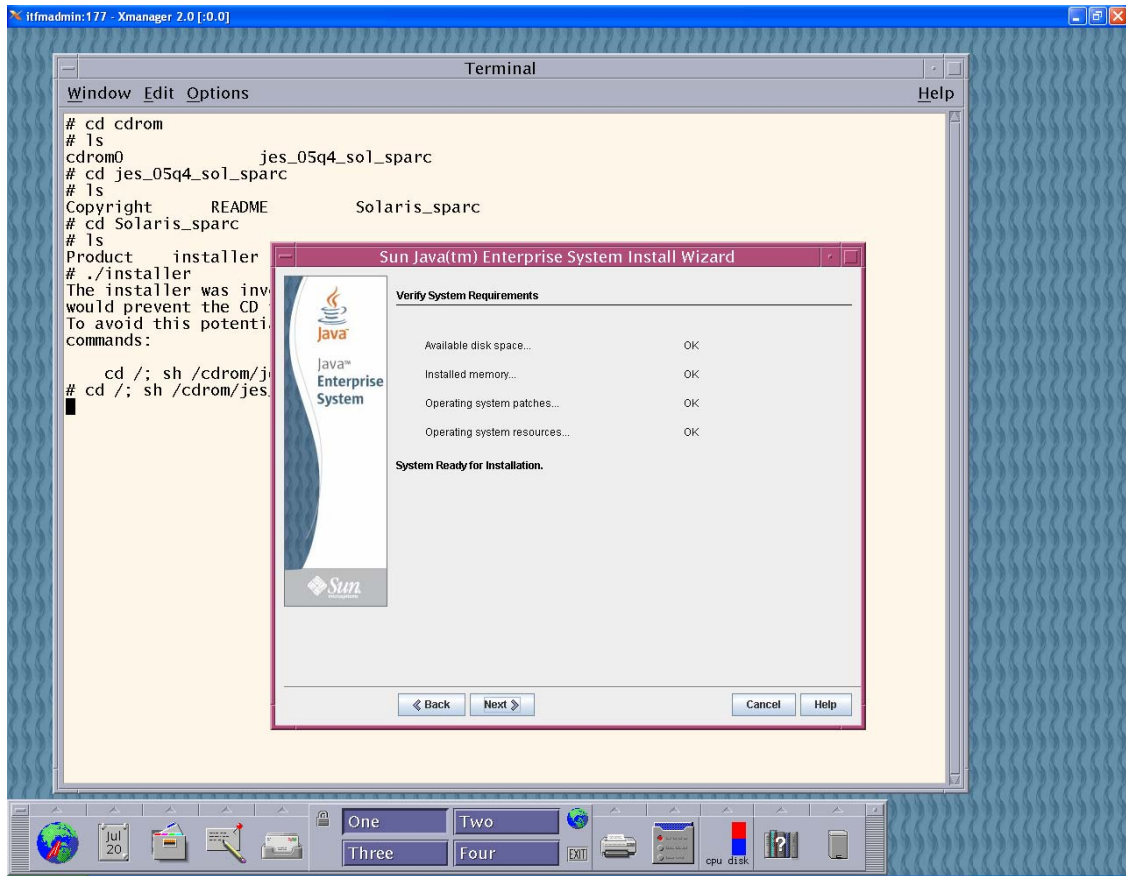 itfmadmin:177 - Xmanager 2.0 [:0.0]
Terminal
Window Edit Options Help
# cd cdrom
# ls
cdrom0 jes_05q4_sol_sparc
# cd jes_05q4_sol_sparc
# ls
Copyright README Solaris_sparc
# cd Solaris_sparc
# ls
Product installer
# ./installer
The installer was inv
would prevent the CD
To avoid this potenti
commands:
cd /; sh /cdrom/j
# cd /; sh /cdrom/jes
Sun Java(tm) Enterprise System Install Wizard
Java
Java™
Enterprise
System
Sun
Verify System Requirements
Available disk space... OK
Installed memory... OK
Operating system patches... OK
Operating system resources... OK
System Ready for Installation.
Back Next Cancel Help
Jul
20
One Two
Three Four
EXIT
cpu disk
?